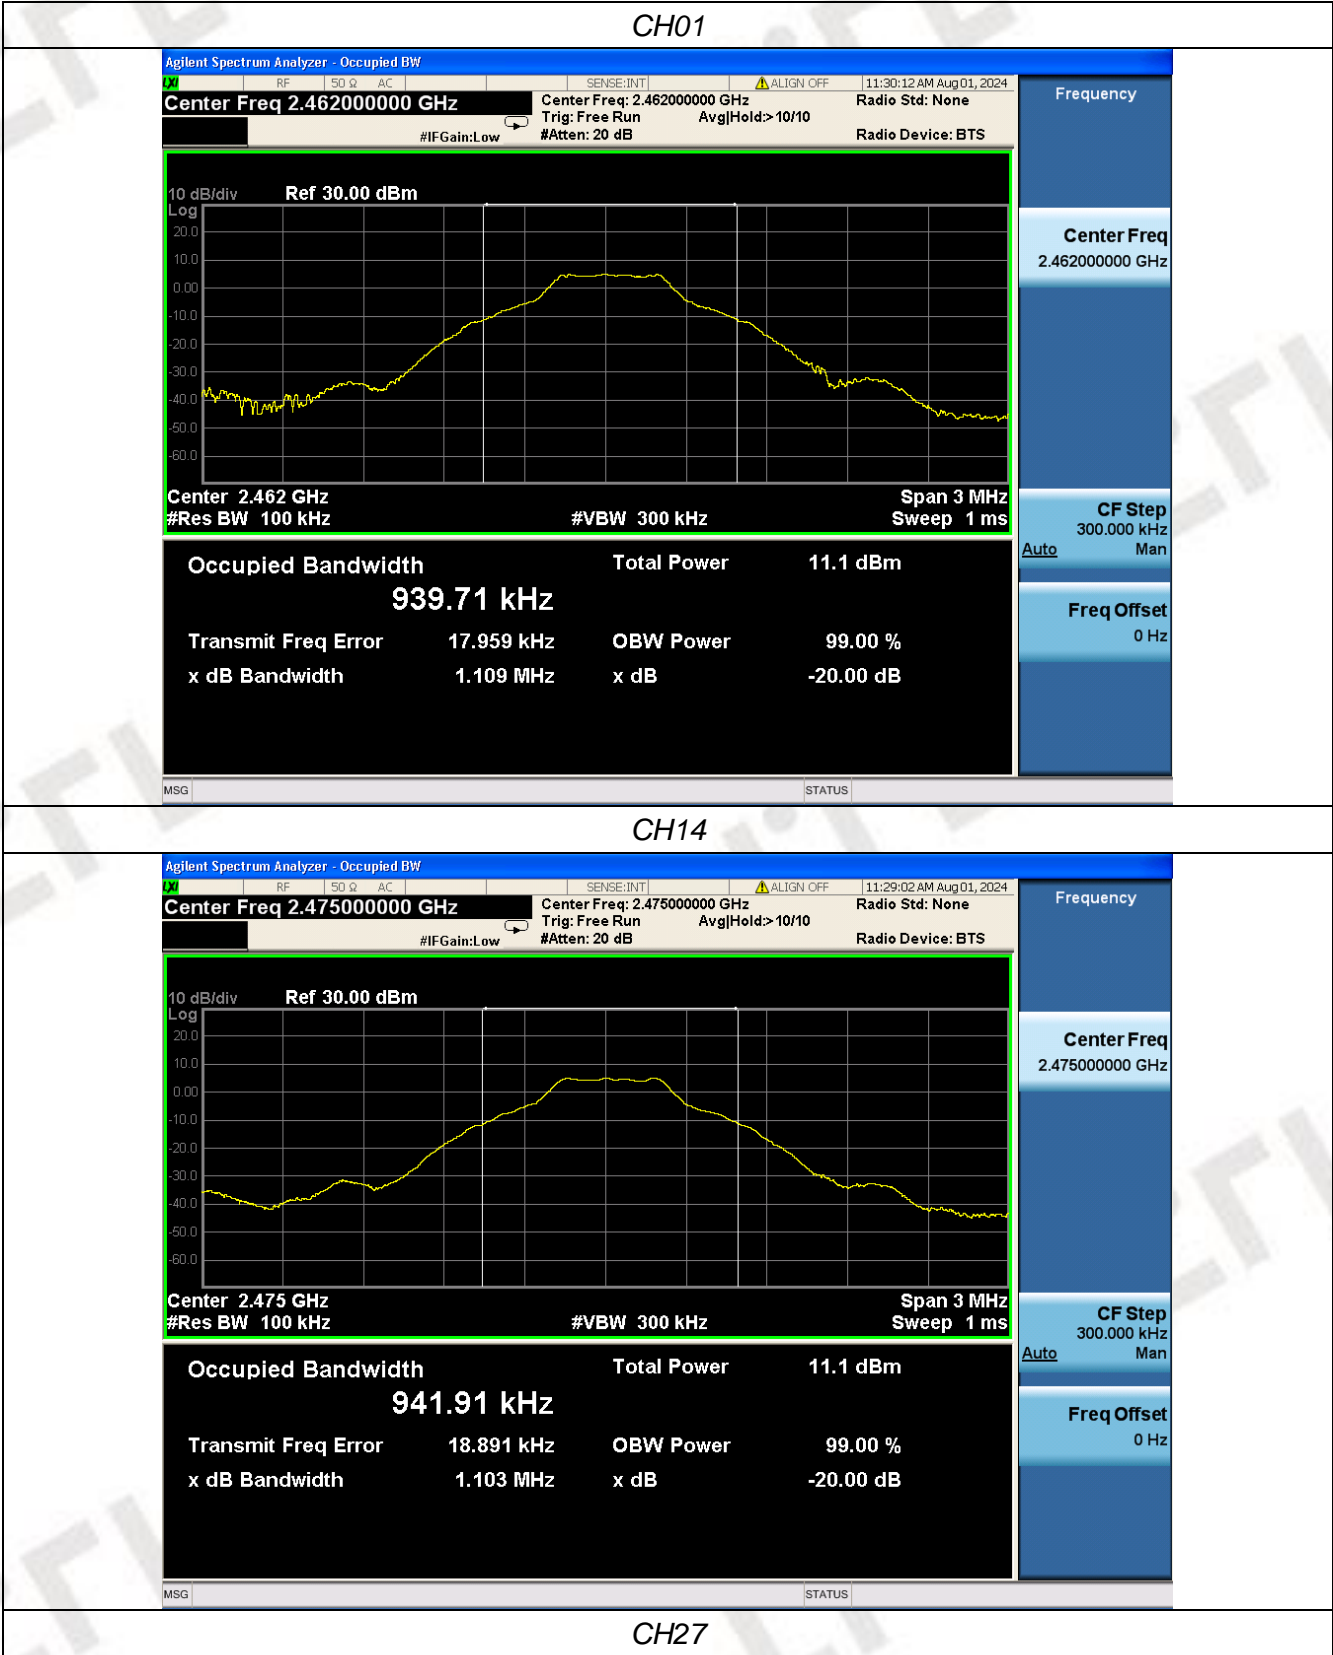 CH01
Agilent Spectrum Analyzer - Occupied BW
LXI RF 50 Ω AC SENSE:INT ALIGN OFF 11:30:12 AM Aug 01, 2024
Center Freq 2.462000000 GHz
Center Freq: 2.462000000 GHz Radio Std: None
Trig: Free Run Avg|Hold:>10/10
#IFGain:Low #Atten: 20 dB Radio Device: BTS
Frequency
10 dB/div Ref 30.00 dBm
Log
20.0
10.0
0.00
-10.0
-20.0
-30.0
-40.0
-50.0
-60.0
Center 2.462 GHz Span 3 MHz
#Res BW 100 kHz #VBW 300 kHz Sweep 1 ms
Center Freq
2.462000000 GHz
CF Step
300.000 kHz
Auto Man
Freq Offset
0 Hz
Occupied Bandwidth Total Power 11.1 dBm
939.71 kHz
Transmit Freq Error 17.959 kHz OBW Power 99.00 %
x dB Bandwidth 1.109 MHz x dB -20.00 dB
MSG STATUS
CH14
Agilent Spectrum Analyzer - Occupied BW
LXI RF 50 Ω AC SENSE:INT ALIGN OFF 11:29:02 AM Aug 01, 2024
Center Freq 2.475000000 GHz
Center Freq: 2.475000000 GHz Radio Std: None
Trig: Free Run Avg|Hold:>10/10
#IFGain:Low #Atten: 20 dB Radio Device: BTS
Frequency
10 dB/div Ref 30.00 dBm
Log
20.0
10.0
0.00
-10.0
-20.0
-30.0
-40.0
-50.0
-60.0
Center 2.475 GHz Span 3 MHz
#Res BW 100 kHz #VBW 300 kHz Sweep 1 ms
Center Freq
2.475000000 GHz
CF Step
300.000 kHz
Auto Man
Freq Offset
0 Hz
Occupied Bandwidth Total Power 11.1 dBm
941.91 kHz
Transmit Freq Error 18.891 kHz OBW Power 99.00 %
x dB Bandwidth 1.103 MHz x dB -20.00 dB
MSG STATUS
CH27